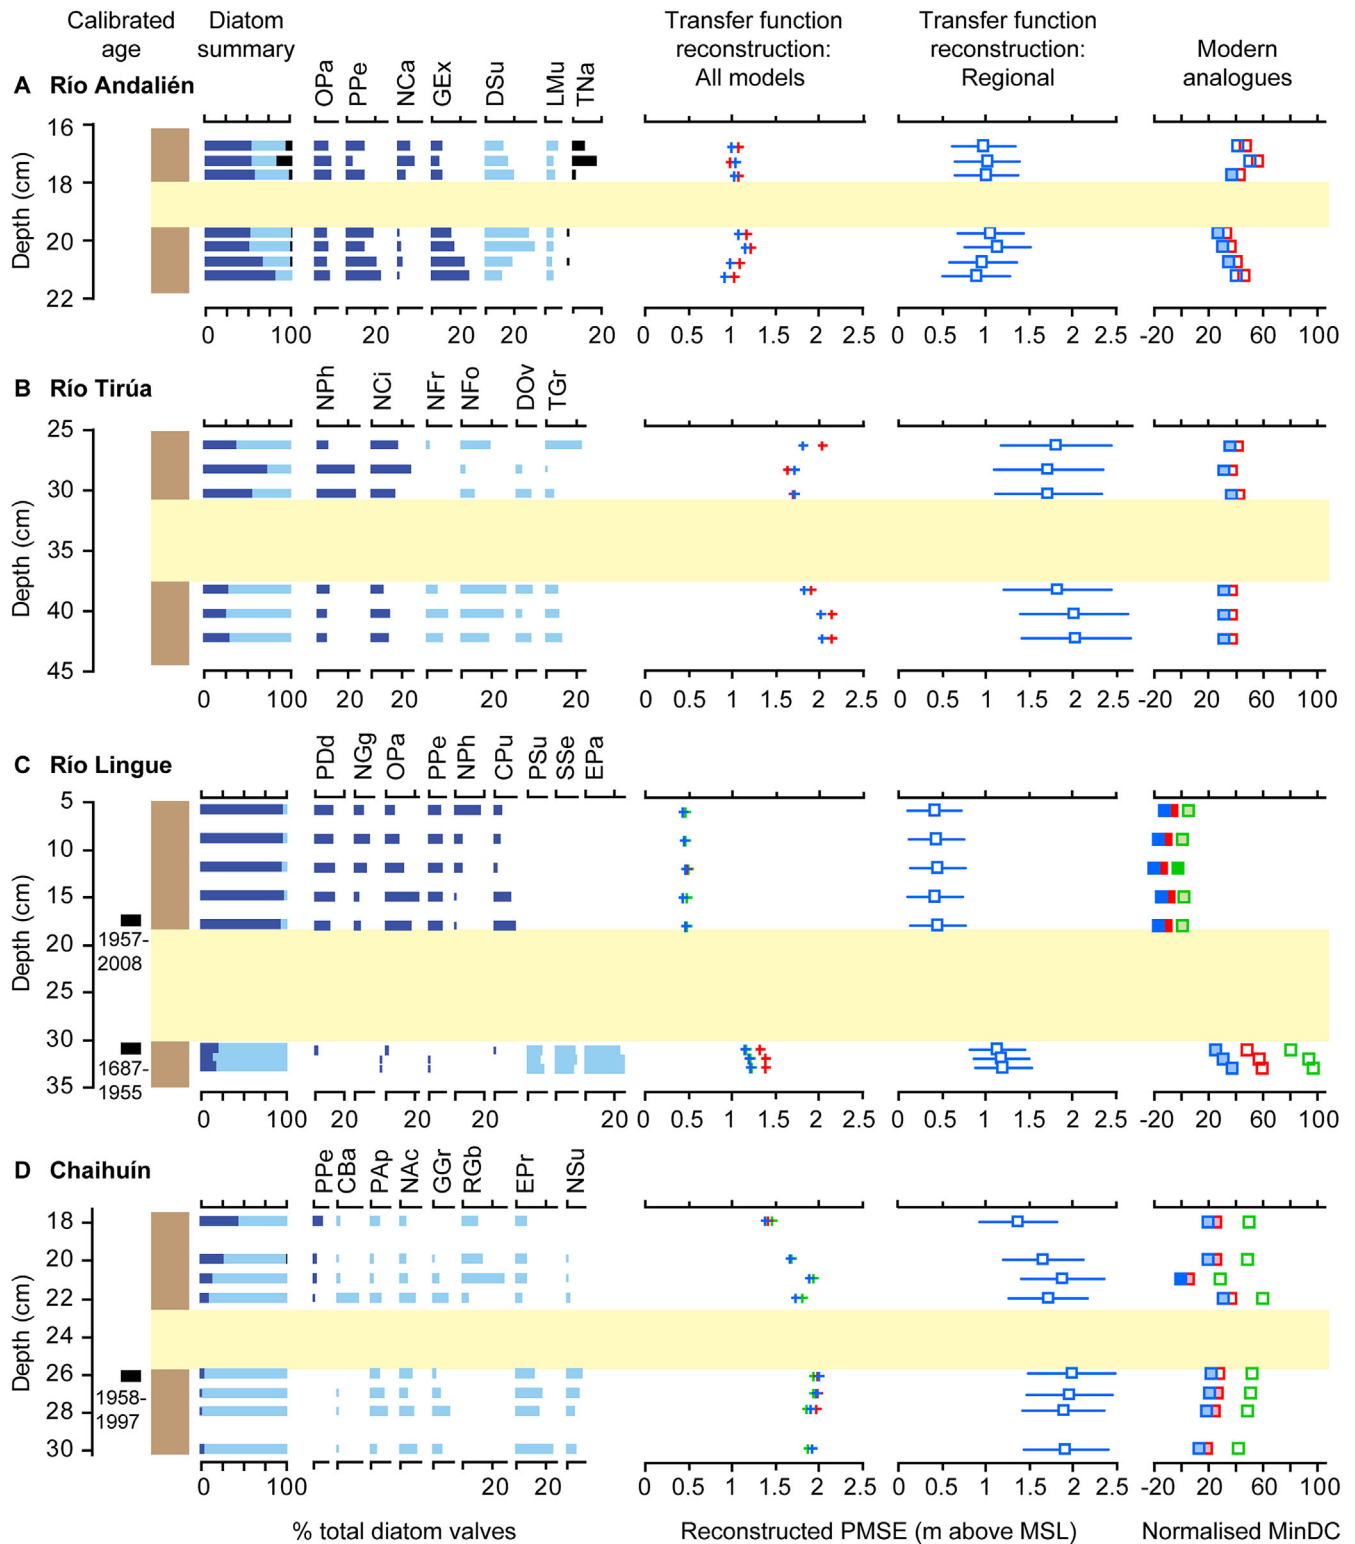 Calibrated age
Diatom summary
Transfer function reconstruction: All models
Transfer function reconstruction: Regional
Modern analogues
A Río Andalién
OPa PPe NCa GEx DSu LMu TNa
Depth (cm)
16
18
20
22
0 100 20 20 20 20
0 0.5 1 1.5 2 2.5
0 0.5 1 1.5 2 2.5
-20 20 60 100
B Río Tirúa
NPh NCi NFr NFo DOv TGr
Depth (cm)
25
30
35
40
45
0 100 20 20 20 20
0 0.5 1 1.5 2 2.5
0 0.5 1 1.5 2 2.5
-20 20 60 100
C Río Lingue
PDd NGg OPa PPe NPh CPu PSu SSe EPa
Depth (cm)
5
10
15
20
25
30
35
1957-
2008
1687-
1955
0 100 20 20 20 20
0 0.5 1 1.5 2 2.5
0 0.5 1 1.5 2 2.5
-20 20 60 100
D Chaihuín
PPe CBa PAp NAc GGr RGb EPr NSu
Depth (cm)
18
20
22
24
26
28
30
1958-
1997
0 100 20 20
0 0.5 1 1.5 2 2.5
0 0.5 1 1.5 2 2.5
-20 20 60 100
% total diatom valves
Reconstructed PMSE (m above MSL)
Normalised MinDC